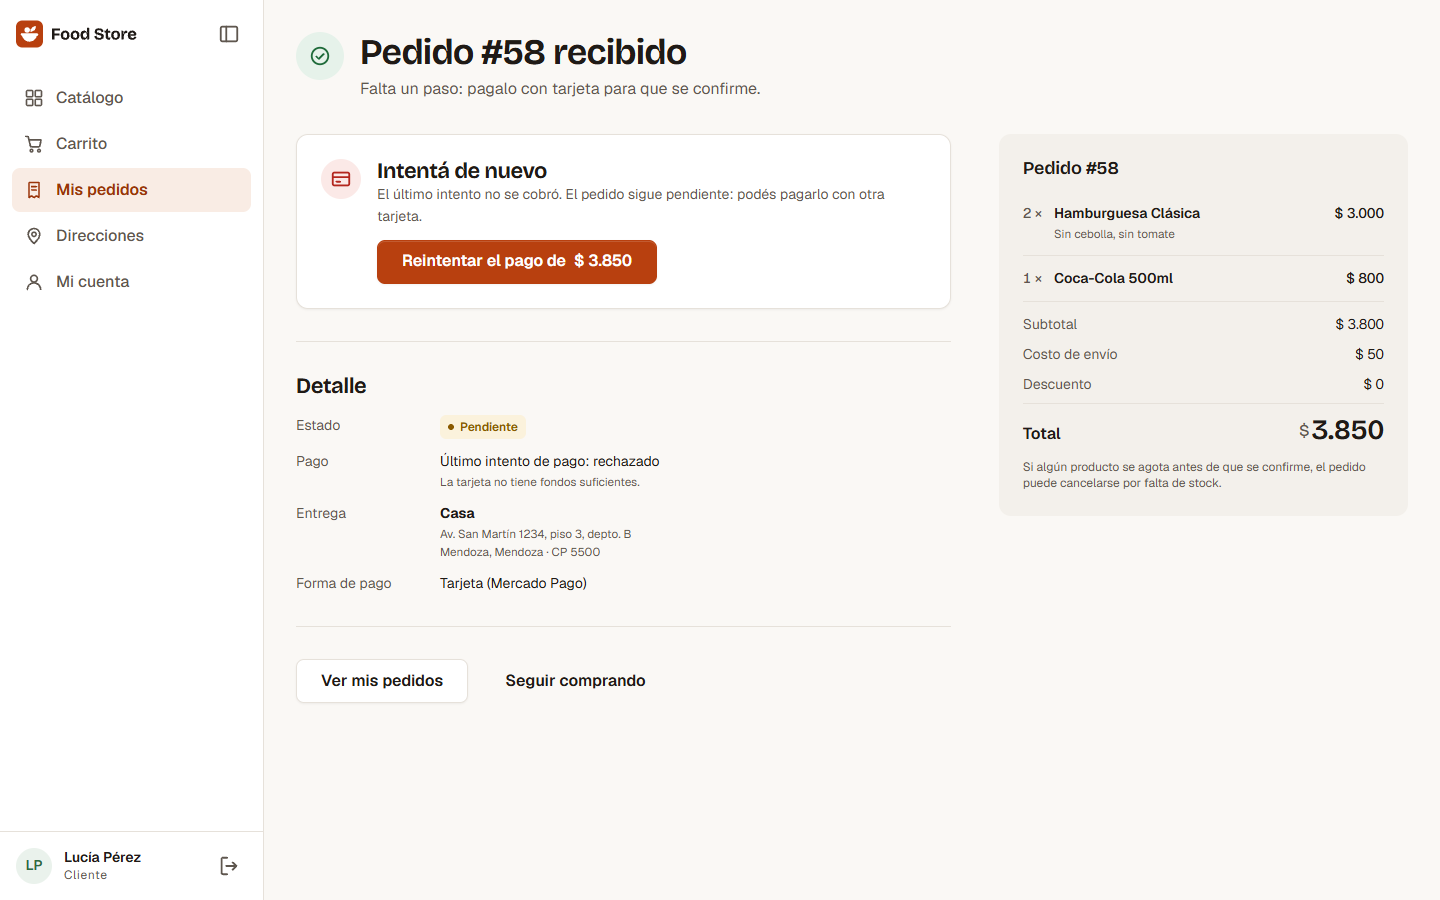 Food Store
Catálogo
Carrito
Mis pedidos
Direcciones
Mi cuenta
LP
Lucía Pérez
Cliente
Pedido #58 recibido
Falta un paso: pagalo con tarjeta para que se confirme.
Intentá de nuevo
El último intento no se cobró. El pedido sigue pendiente: podés pagarlo con otra
tarjeta.
Reintentar el pago de $ 3.850
Detalle
Estado Pendiente
Pago Último intento de pago: rechazado
La tarjeta no tiene fondos suficientes.
Entrega Casa
Av. San Martín 1234, piso 3, depto. B
Mendoza, Mendoza · CP 5500
Forma de pago Tarjeta (Mercado Pago)
Ver mis pedidos Seguir comprando
Pedido #58
2 × Hamburguesa Clásica $ 3.000
Sin cebolla, sin tomate
1 × Coca-Cola 500ml $ 800
Subtotal $ 3.800
Costo de envío $ 50
Descuento $ 0
Total $ 3.850
Si algún producto se agota antes de que se confirme, el pedido
puede cancelarse por falta de stock.